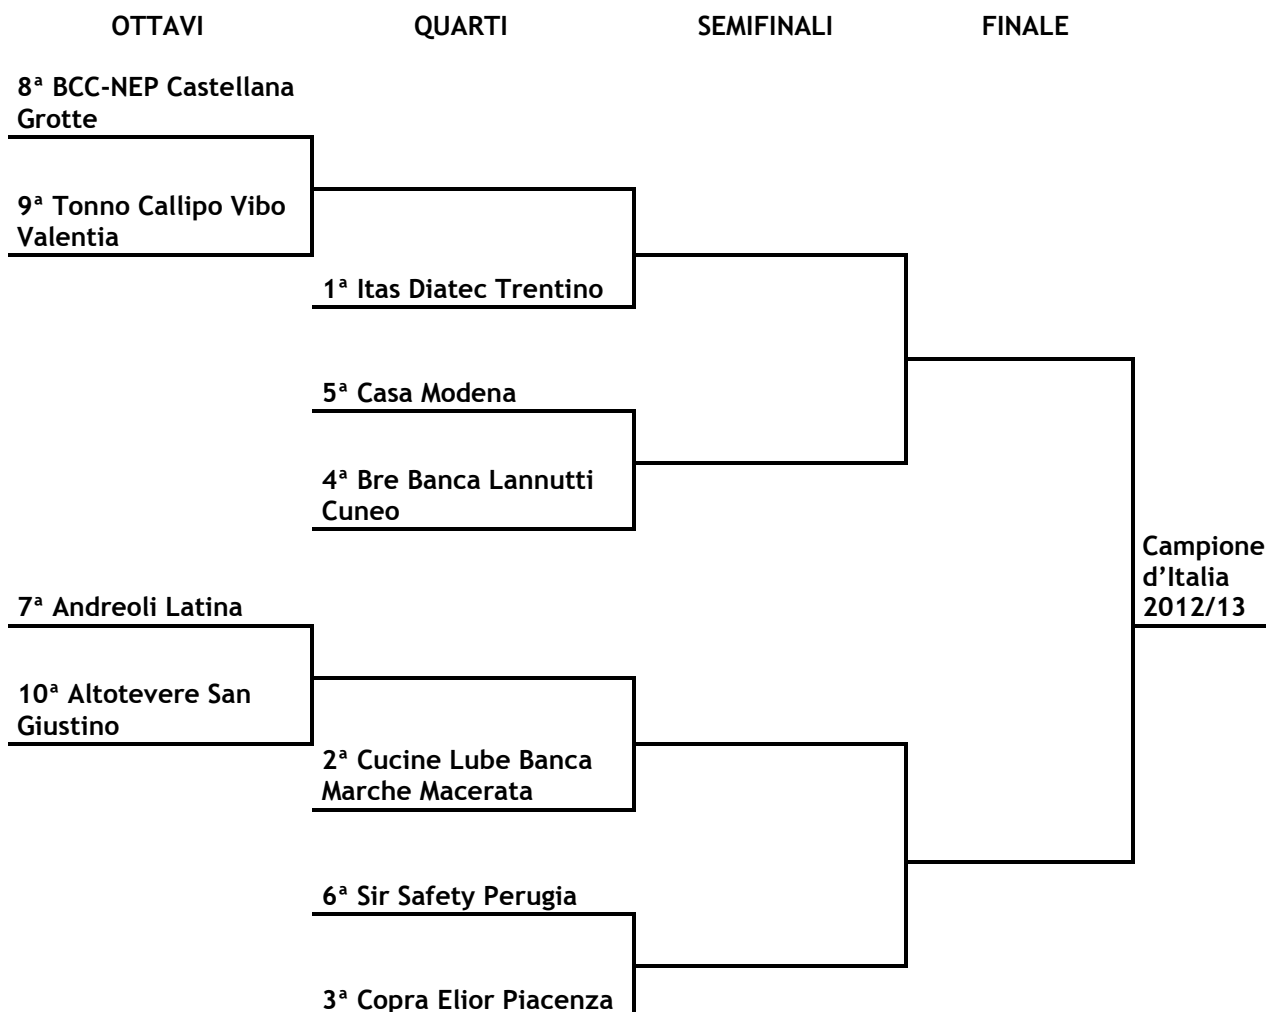 OTTAVI QUARTI SEMIFINALI FINALE
8ª BCC-NEP Castellana
Grotte
9ª Tonno Callipo Vibo
Valentia
1ª Itas Diatec Trentino
5ª Casa Modena
4ª Bre Banca Lannutti
Cuneo
Campione
d’Italia
2012/13
7ª Andreoli Latina
10ª Altotevere San
Giustino
2ª Cucine Lube Banca
Marche Macerata
6ª Sir Safety Perugia
3ª Copra Elior Piacenza